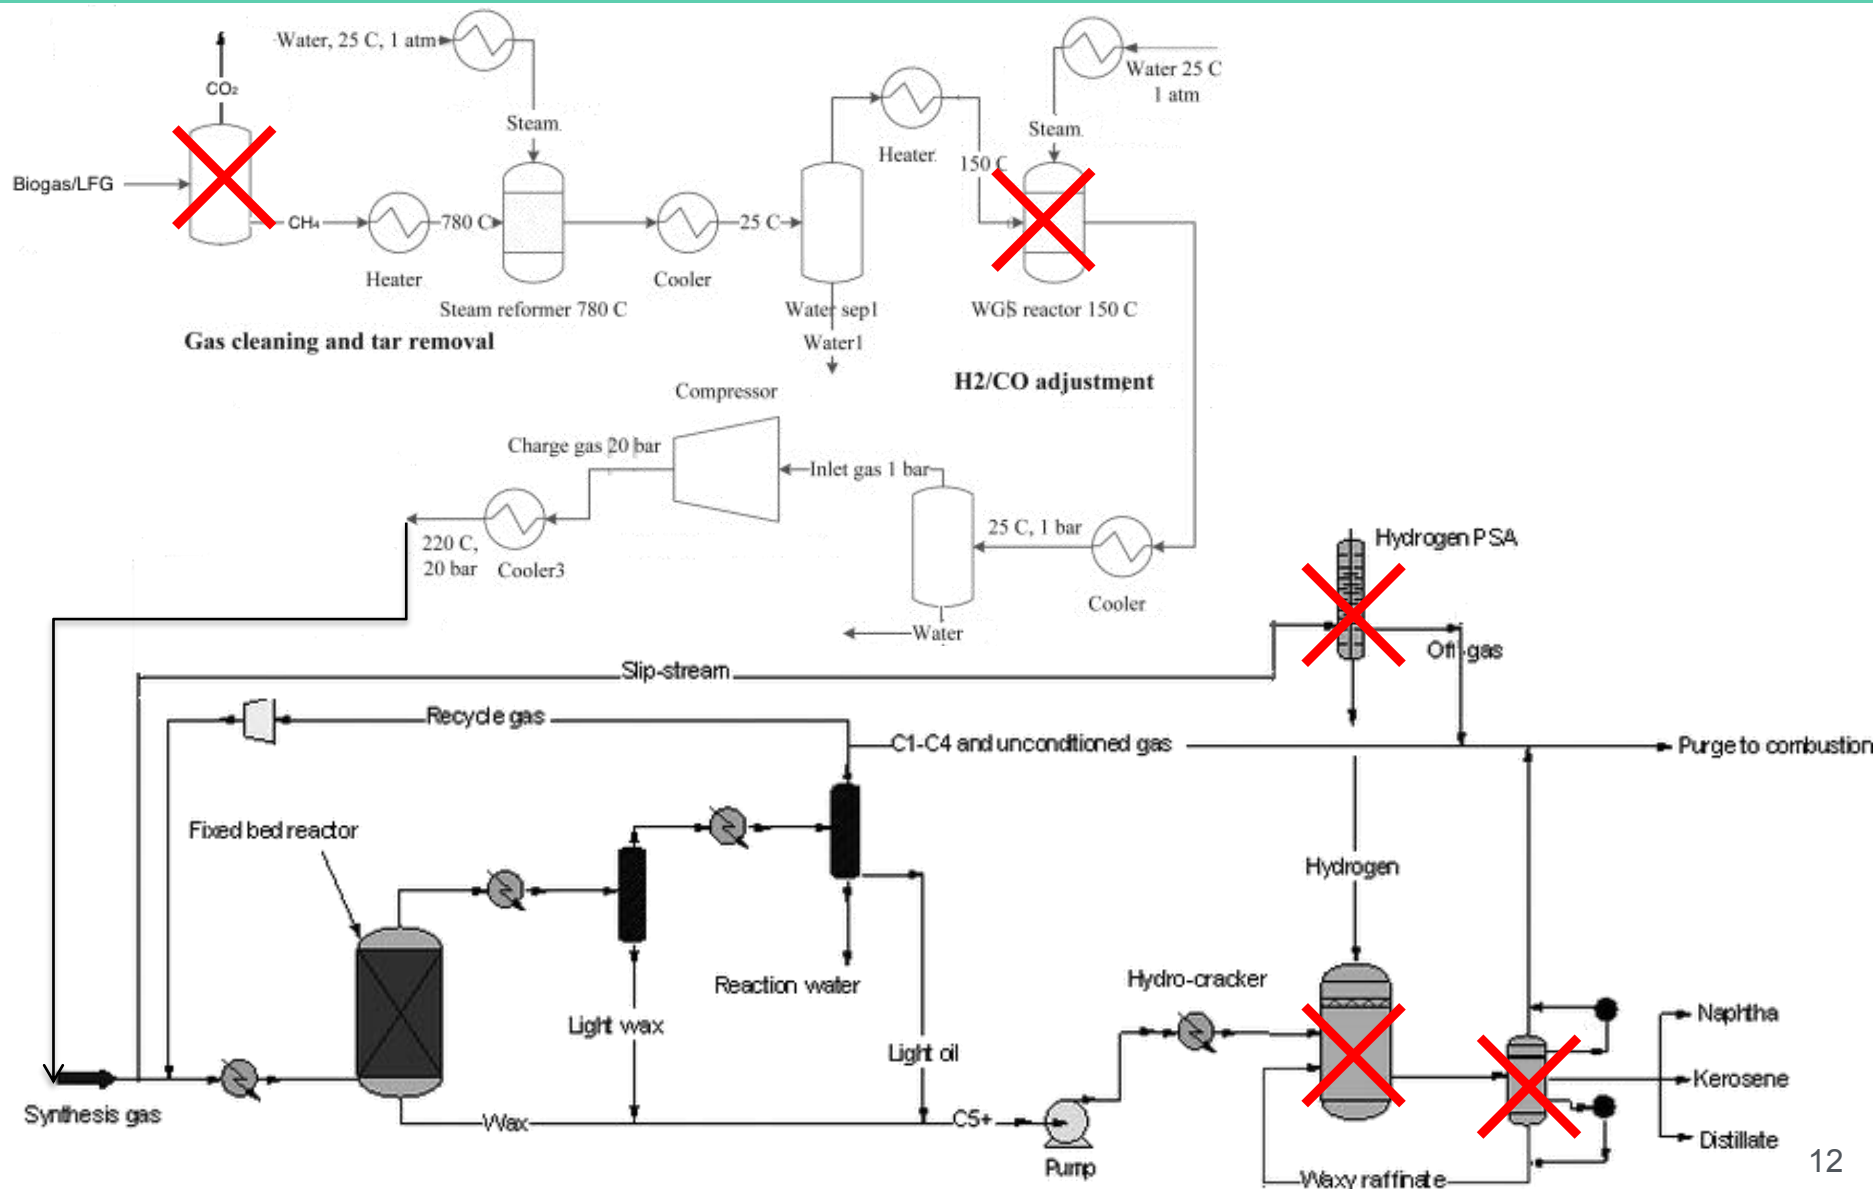 Water, 25 C, 1 atm
CO₂
Water 25 C
1 atm
Steam
Steam
Heater
150 C
Biogas/LFG
CH₄
780 C
25 C
Heater
Cooler
Steam reformer 780 C
Water sep1
WGS reactor 150 C
Gas cleaning and tar removal
Water1
H2/CO adjustment
Compressor
Charge gas 20 bar
Inlet gas 1 bar
25 C, 1 bar
220 C,
20 bar
Cooler3
Cooler
Water
Hydrogen PSA
Off-gas
Slip-stream
Recycle gas
C1-C4 and unconditioned gas
Purge to combustion
Fixed bed reactor
Hydrogen
Reaction water
Hydro-cracker
Light wax
Light oil
Naphtha
Kerosene
Distillate
Synthesis gas
Wax
C5+
Pump
Waxy raffinate
12